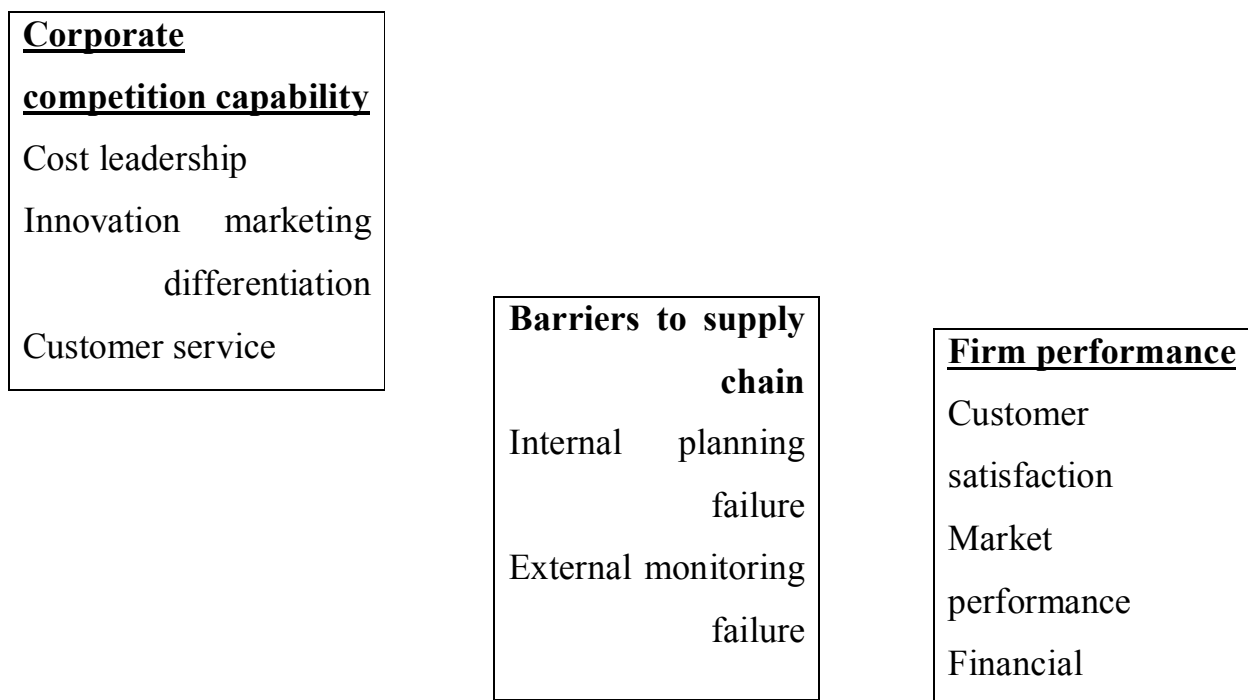 Corporate
competition capability
Cost leadership
Innovation marketing
differentiation
Customer service
Barriers to supply
chain
Internal planning
failure
External monitoring
failure
Firm performance
Customer
satisfaction
Market
performance
Financial